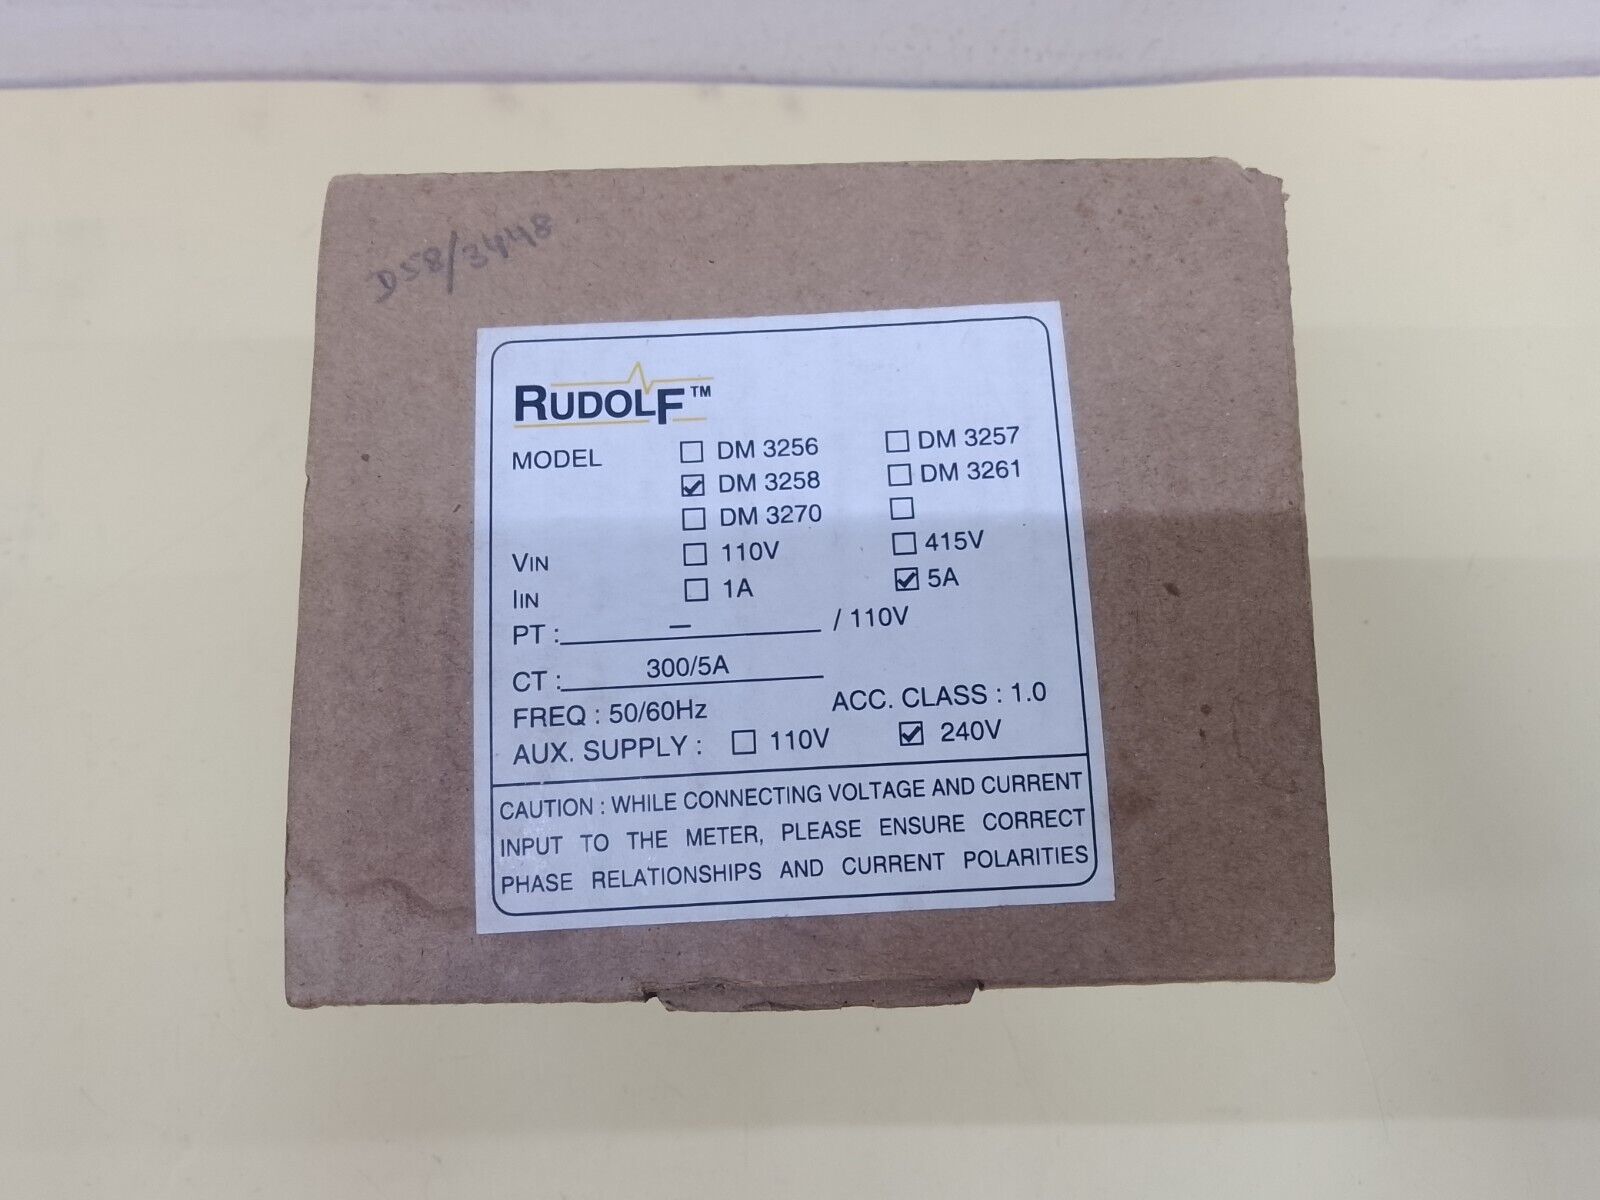 D58/3448
RUDOLF™
MODEL ☐ DM 3256 ☐ DM 3257
☑ DM 3258 ☐ DM 3261
☐ DM 3270 ☐
VIN ☐ 110V ☐ 415V
IIN ☐ 1A ☑ 5A
PT : – / 110V
CT : 300/5A
FREQ : 50/60Hz ACC. CLASS : 1.0
AUX. SUPPLY : ☐ 110V ☑ 240V
CAUTION : WHILE CONNECTING VOLTAGE AND CURRENT
INPUT TO THE METER, PLEASE ENSURE CORRECT
PHASE RELATIONSHIPS AND CURRENT POLARITIES